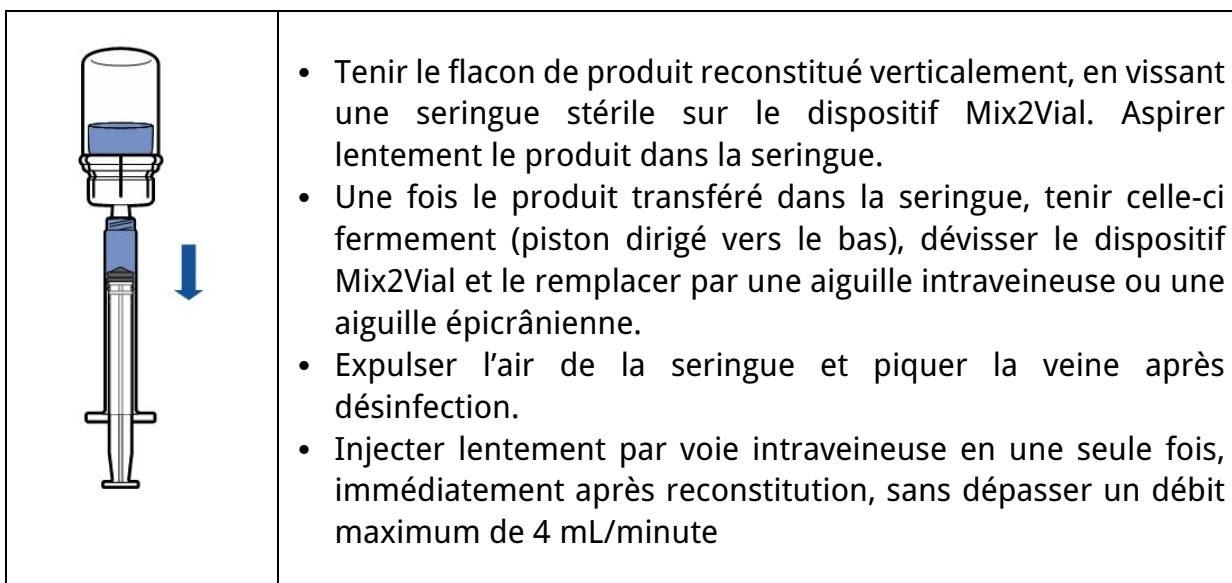 • Tenir le flacon de produit reconstitué verticalement, en vissant
une seringue stérile sur le dispositif Mix2Vial. Aspirer
lentement le produit dans la seringue.
• Une fois le produit transféré dans la seringue, tenir celle-ci
fermement (piston dirigé vers le bas), dévisser le dispositif
Mix2Vial et le remplacer par une aiguille intraveineuse ou une
aiguille épicrânienne.
• Expulser l’air de la seringue et piquer la veine après
désinfection.
• Injecter lentement par voie intraveineuse en une seule fois,
immédiatement après reconstitution, sans dépasser un débit
maximum de 4 mL/minute